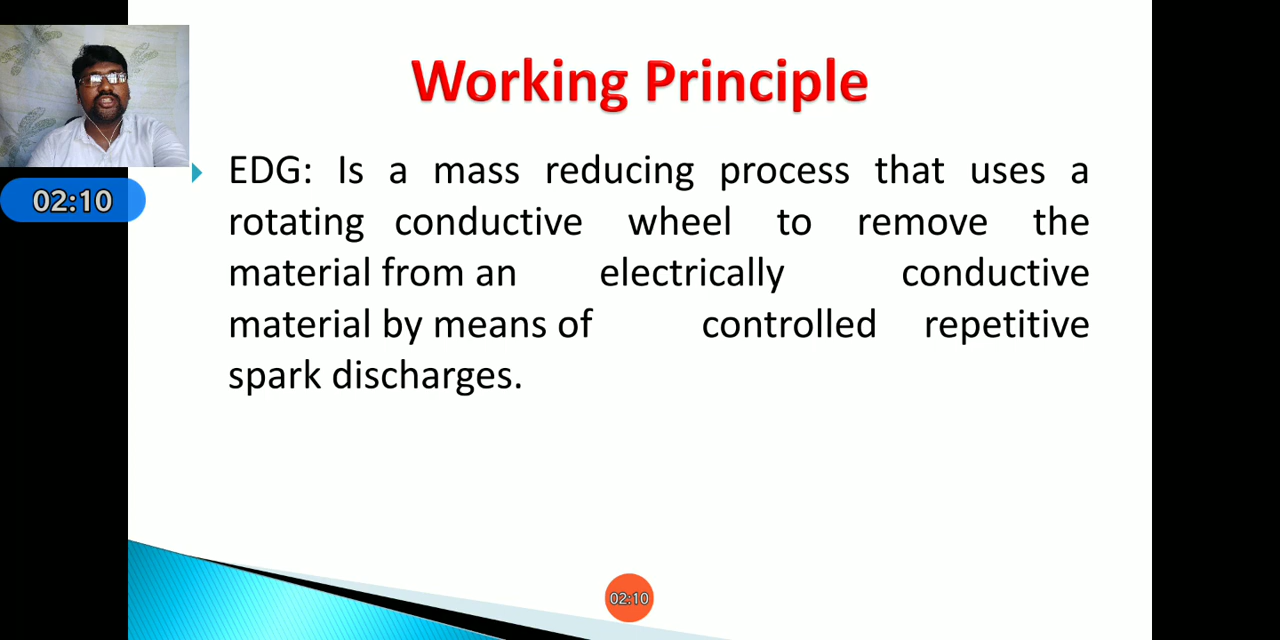 Working Principle
EDG: Is a mass reducing process that uses a
rotating conductive wheel to remove the
material from an electrically conductive
material by means of controlled repetitive
spark discharges.
02:10
02:10